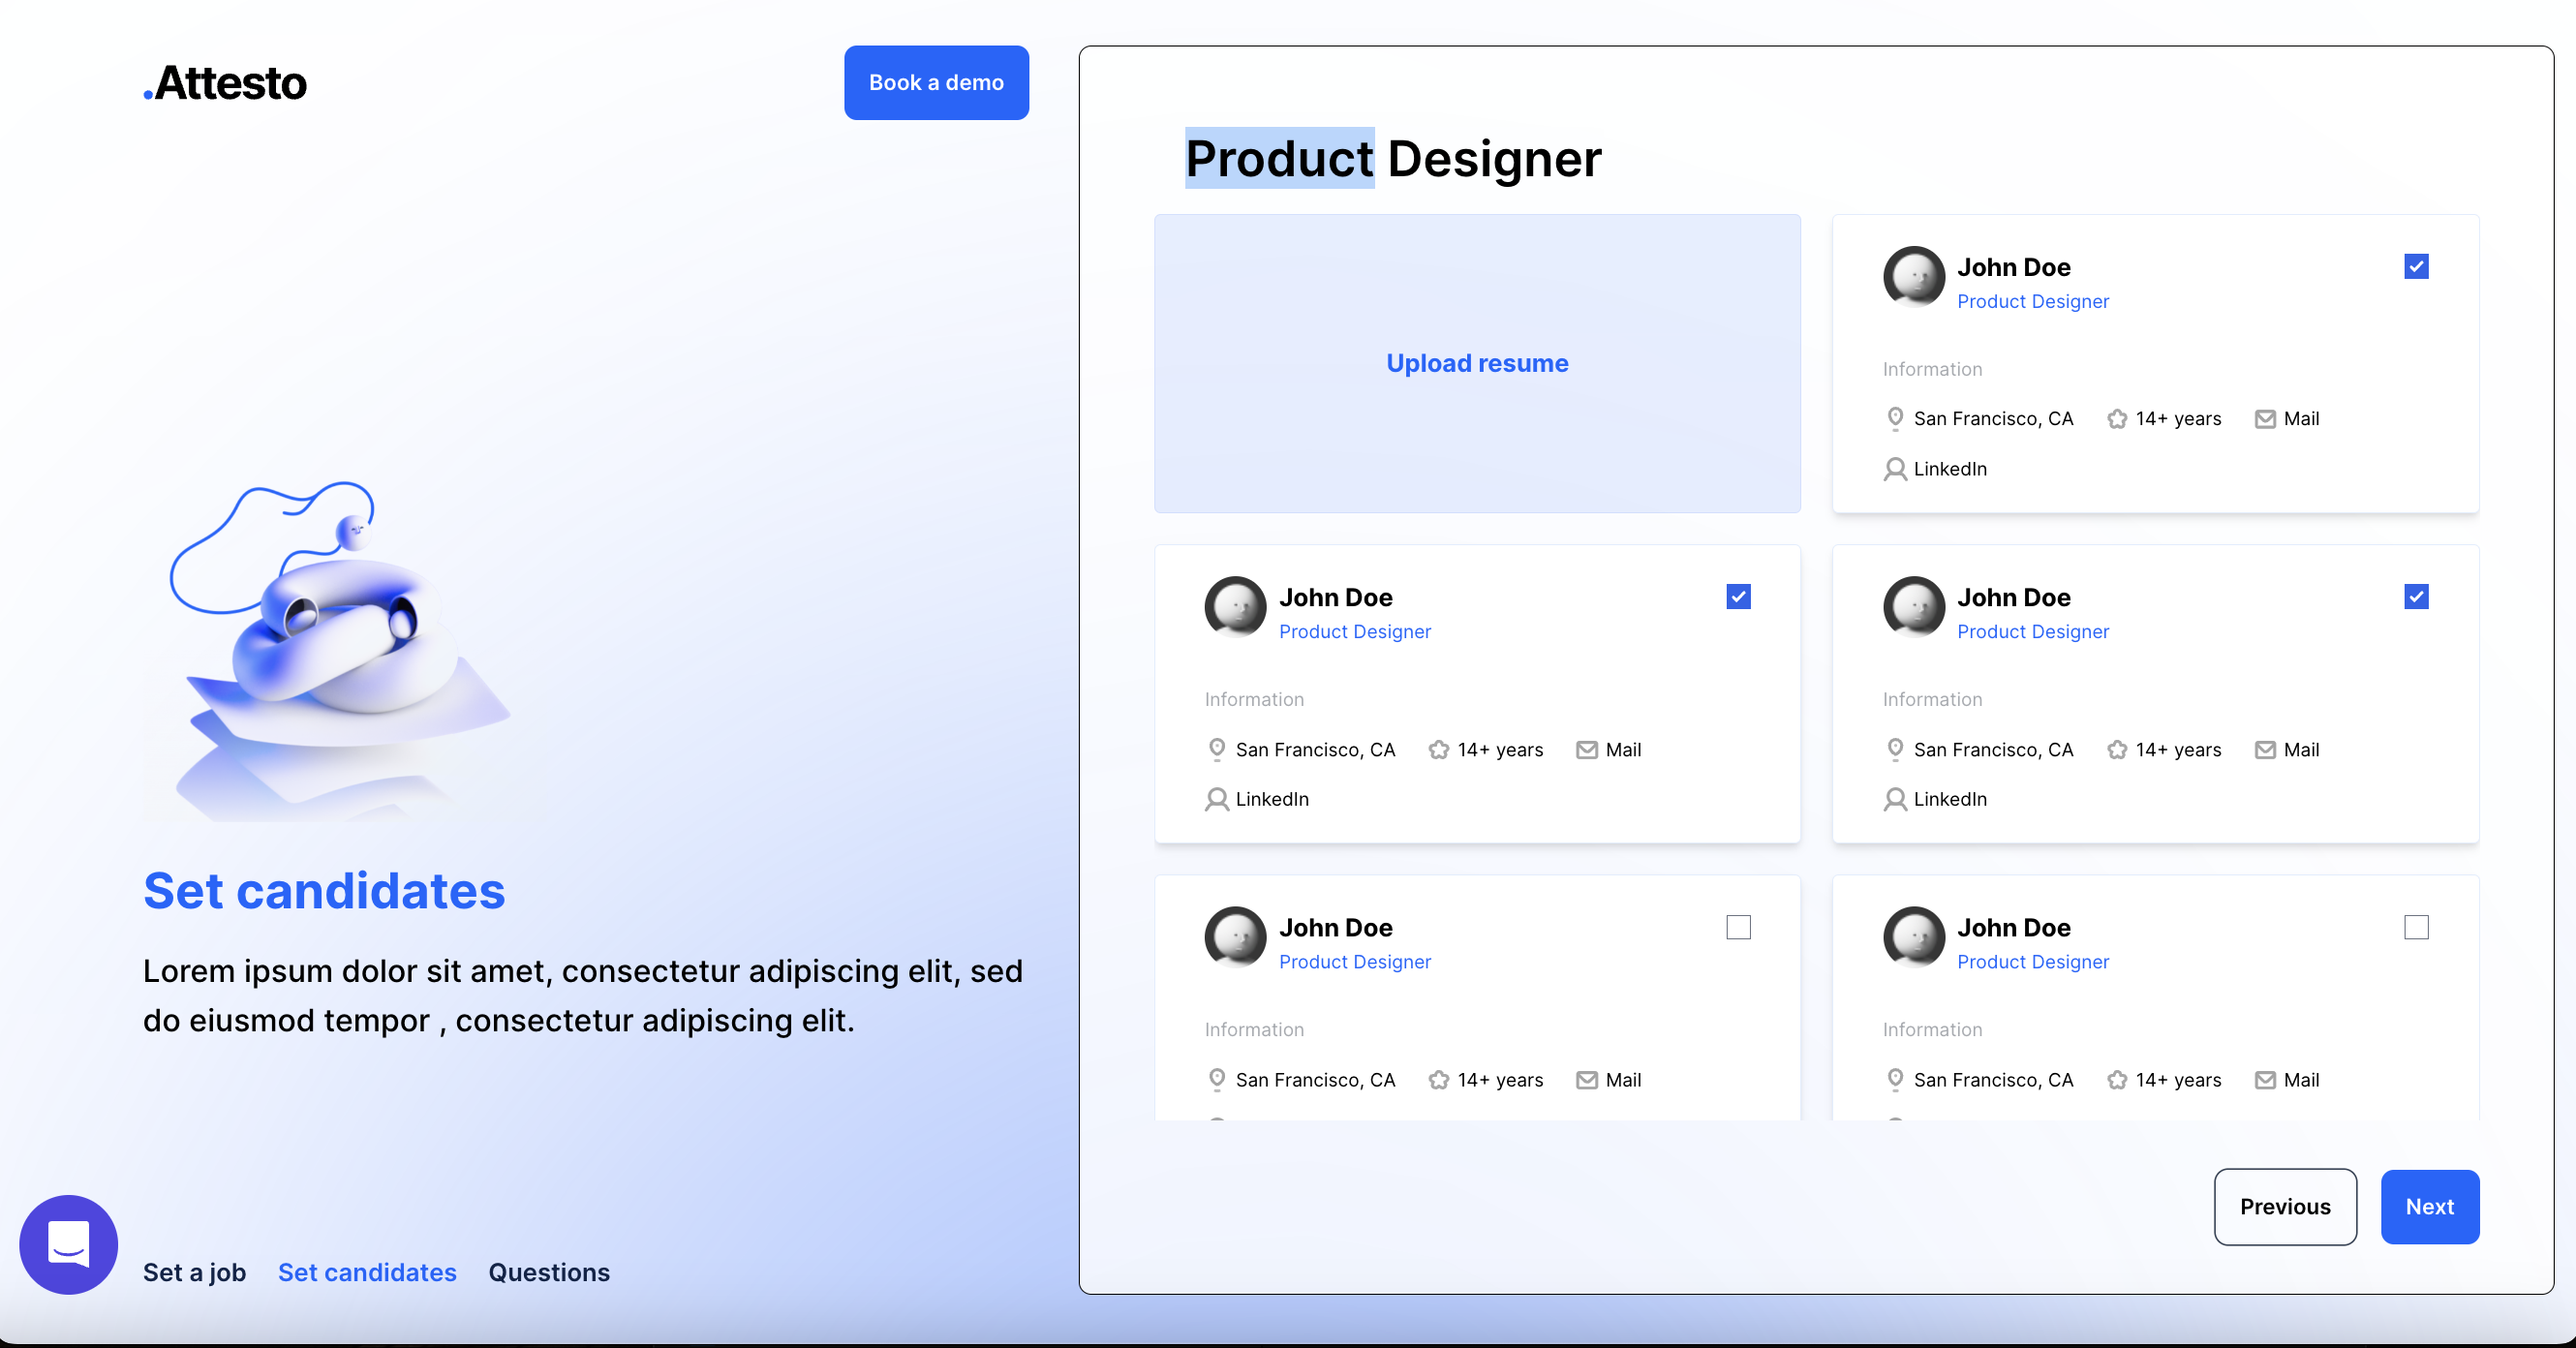 .Attesto
Book a demo
Set candidates
Lorem ipsum dolor sit amet, consectetur adipiscing elit, sed
do eiusmod tempor , consectetur adipiscing elit.
Set a job
Set candidates
Questions
Product Designer
Upload resume
John Doe
Product Designer
Information
San Francisco, CA
14+ years
Mail
LinkedIn
John Doe
Product Designer
Information
San Francisco, CA
14+ years
Mail
LinkedIn
John Doe
Product Designer
Information
San Francisco, CA
14+ years
Mail
LinkedIn
John Doe
Product Designer
Information
San Francisco, CA
14+ years
Mail
John Doe
Product Designer
Information
San Francisco, CA
14+ years
Mail
Previous
Next